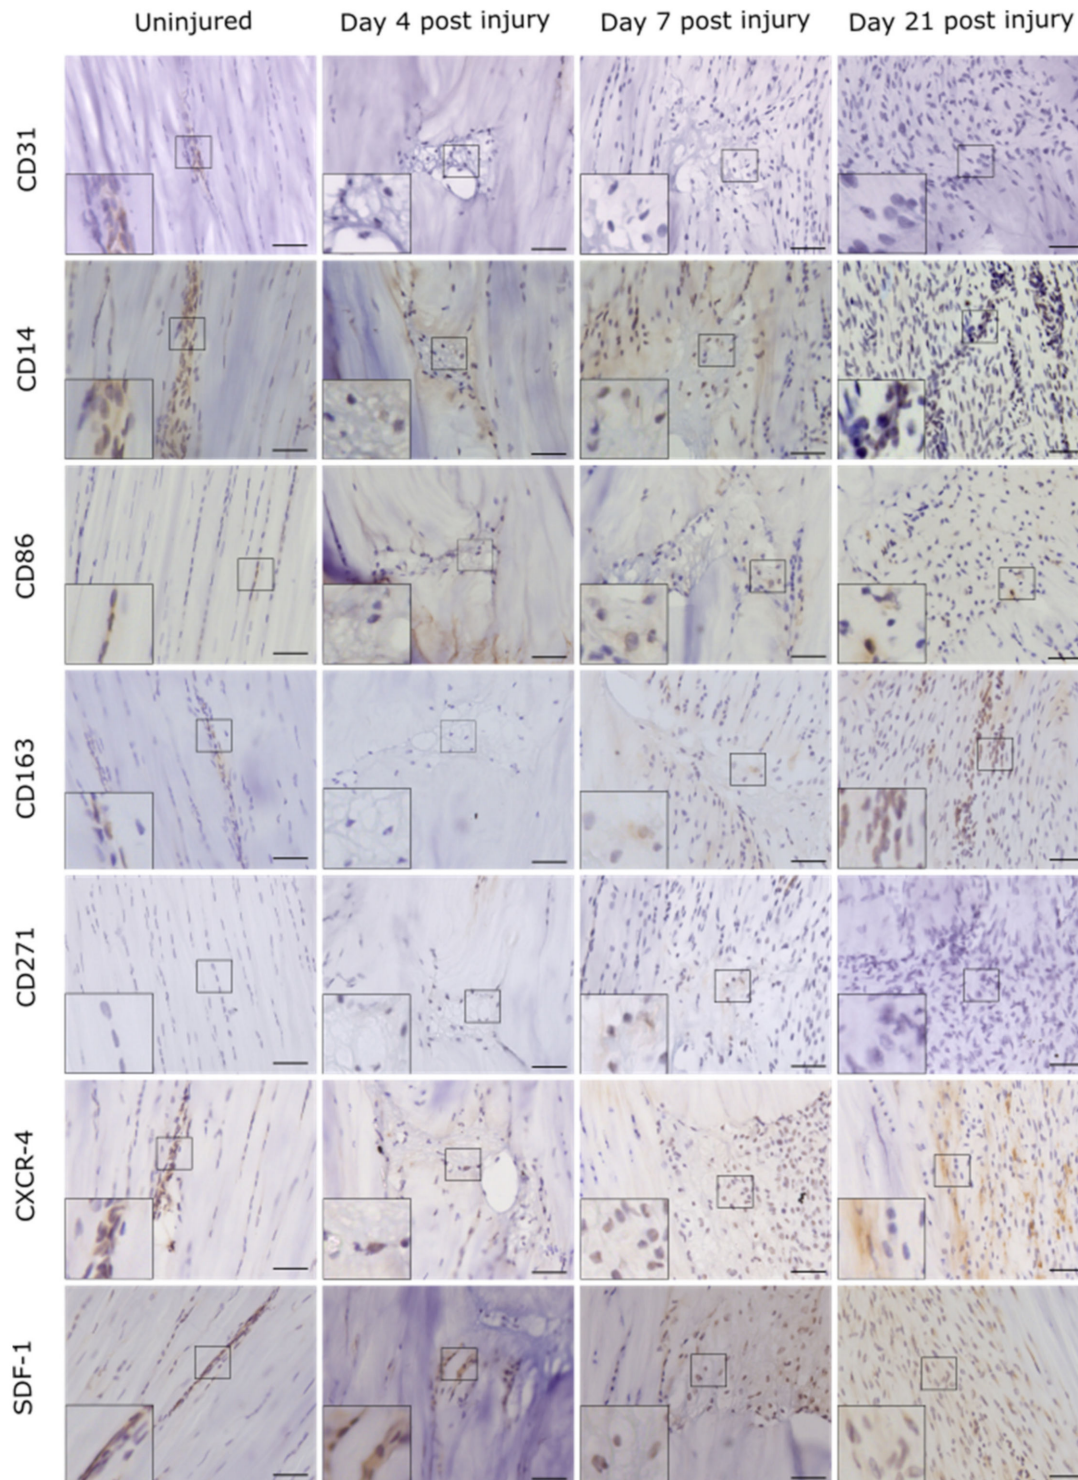 Uninjured Day 4 post injury Day 7 post injury Day 21 post injury
CD31
CD14
CD86
CD163
CD271
CXCR-4
SDF-1